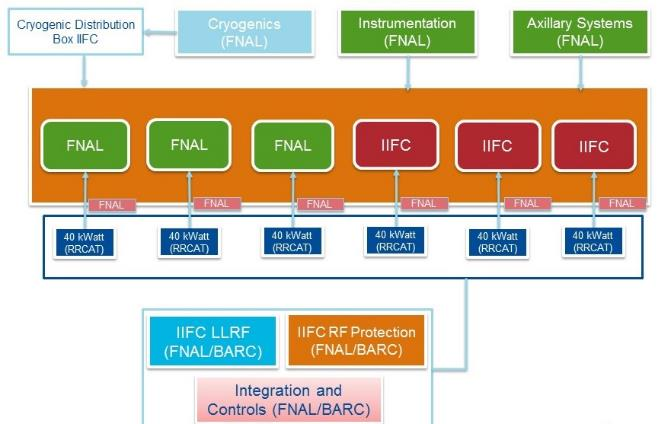 Cryogenic Distribution
Box IIFC
Cryogenics
(FNAL)
Instrumentation
(FNAL)
Axillary Systems
(FNAL)
FNAL
FNAL
FNAL
IIFC
IIFC
IIFC
FNAL
FNAL
FNAL
FNAL
FNAL
FNAL
40 kWatt
(RRCAT)
40 kWatt
(RRCAT)
40 kWatt
(RRCAT)
40 kWatt
(RRCAT)
40 kWatt
(RRCAT)
40 kWatt
(RRCAT)
IIFC LLRF
(FNAL/BARC)
IIFC RF Protection
(FNAL/BARC)
Integration and
Controls (FNAL/BARC)